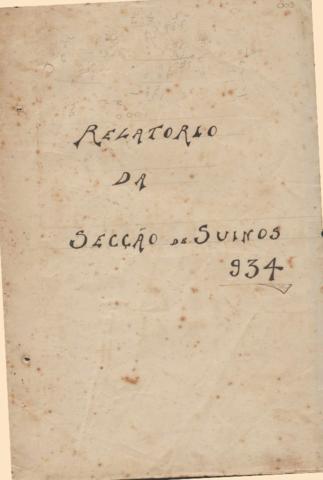 RELATORIO
DA
SECÇÃO DE SUINOS
934